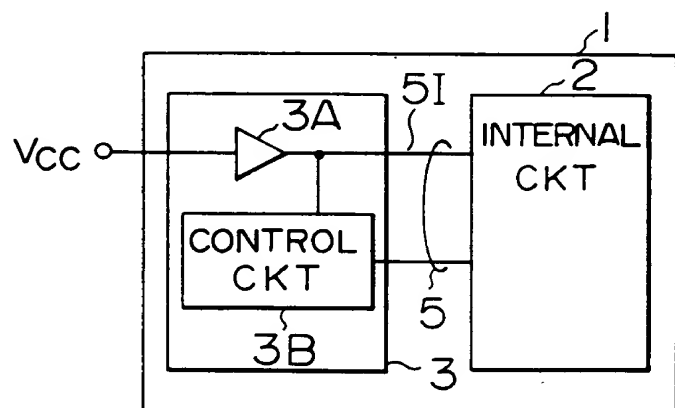 1
2
3A
5I
INTERNAL
CKT
Vcc
CONTROL
CKT
5
3B
3